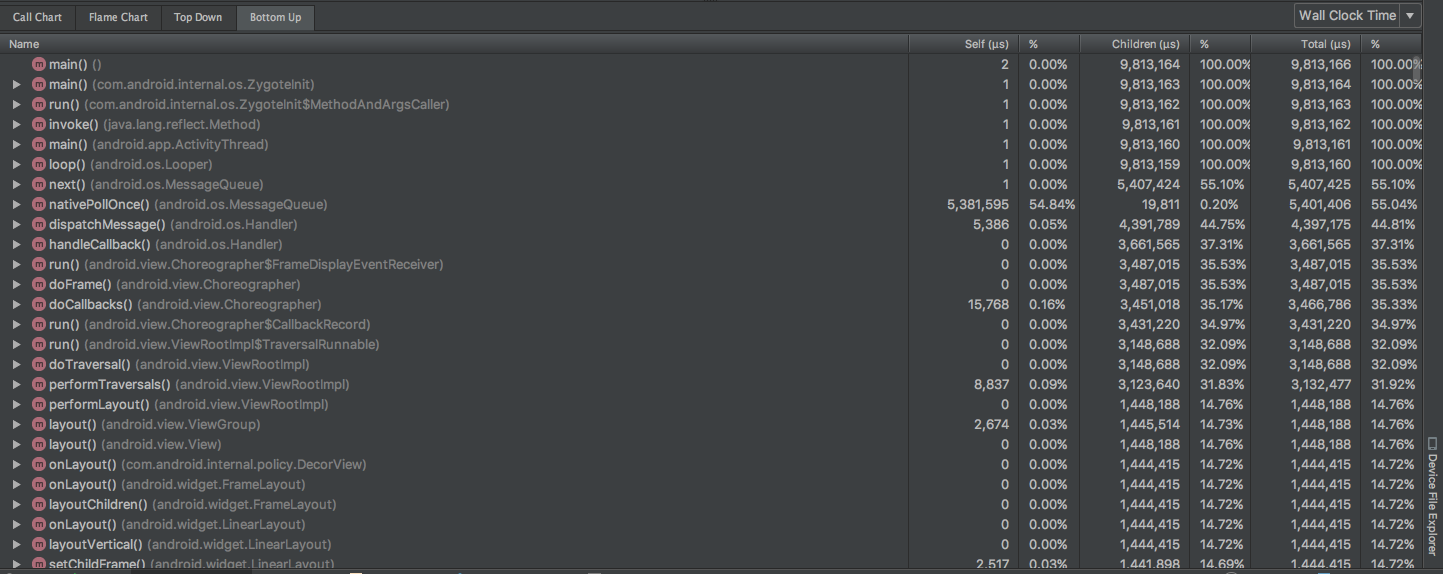 Call Chart Flame Chart Top Down Bottom Up Wall Clock Time
Name Self (μs) % Children (μs) % Total (μs) %
m main() () 2 0.00% 9,813,164 100.00% 9,813,166 100.00%
m main() (com.android.internal.os.ZygoteInit) 1 0.00% 9,813,163 100.00% 9,813,164 100.00%
m run() (com.android.internal.os.ZygoteInit$MethodAndArgsCaller) 1 0.00% 9,813,162 100.00% 9,813,163 100.00%
m invoke() (java.lang.reflect.Method) 1 0.00% 9,813,161 100.00% 9,813,162 100.00%
m main() (android.app.ActivityThread) 1 0.00% 9,813,160 100.00% 9,813,161 100.00%
m loop() (android.os.Looper) 1 0.00% 9,813,159 100.00% 9,813,160 100.00%
m next() (android.os.MessageQueue) 1 0.00% 5,407,424 55.10% 5,407,425 55.10%
m nativePollOnce() (android.os.MessageQueue) 5,381,595 54.84% 19,811 0.20% 5,401,406 55.04%
m dispatchMessage() (android.os.Handler) 5,386 0.05% 4,391,789 44.75% 4,397,175 44.81%
m handleCallback() (android.os.Handler) 0 0.00% 3,661,565 37.31% 3,661,565 37.31%
m run() (android.view.Choreographer$FrameDisplayEventReceiver) 0 0.00% 3,487,015 35.53% 3,487,015 35.53%
m doFrame() (android.view.Choreographer) 0 0.00% 3,487,015 35.53% 3,487,015 35.53%
m doCallbacks() (android.view.Choreographer) 15,768 0.16% 3,451,018 35.17% 3,466,786 35.33%
m run() (android.view.Choreographer$CallbackRecord) 0 0.00% 3,431,220 34.97% 3,431,220 34.97%
m run() (android.view.ViewRootImpl$TraversalRunnable) 0 0.00% 3,148,688 32.09% 3,148,688 32.09%
m doTraversal() (android.view.ViewRootImpl) 0 0.00% 3,148,688 32.09% 3,148,688 32.09%
m performTraversals() (android.view.ViewRootImpl) 8,837 0.09% 3,123,640 31.83% 3,132,477 31.92%
m performLayout() (android.view.ViewRootImpl) 0 0.00% 1,448,188 14.76% 1,448,188 14.76%
m layout() (android.view.ViewGroup) 2,674 0.03% 1,445,514 14.73% 1,448,188 14.76%
m layout() (android.view.View) 0 0.00% 1,448,188 14.76% 1,448,188 14.76%
m onLayout() (com.android.internal.policy.DecorView) 0 0.00% 1,444,415 14.72% 1,444,415 14.72%
m onLayout() (android.widget.FrameLayout) 0 0.00% 1,444,415 14.72% 1,444,415 14.72%
m layoutChildren() (android.widget.FrameLayout) 0 0.00% 1,444,415 14.72% 1,444,415 14.72%
m onLayout() (android.widget.LinearLayout) 0 0.00% 1,444,415 14.72% 1,444,415 14.72%
m layoutVertical() (android.widget.LinearLayout) 0 0.00% 1,444,415 14.72% 1,444,415 14.72%
m setChildFrame() (android.widget.LinearLayout) 2,517 0.03% 1,441,898 14.69% 1,444,415 14.72%
Device File Explorer